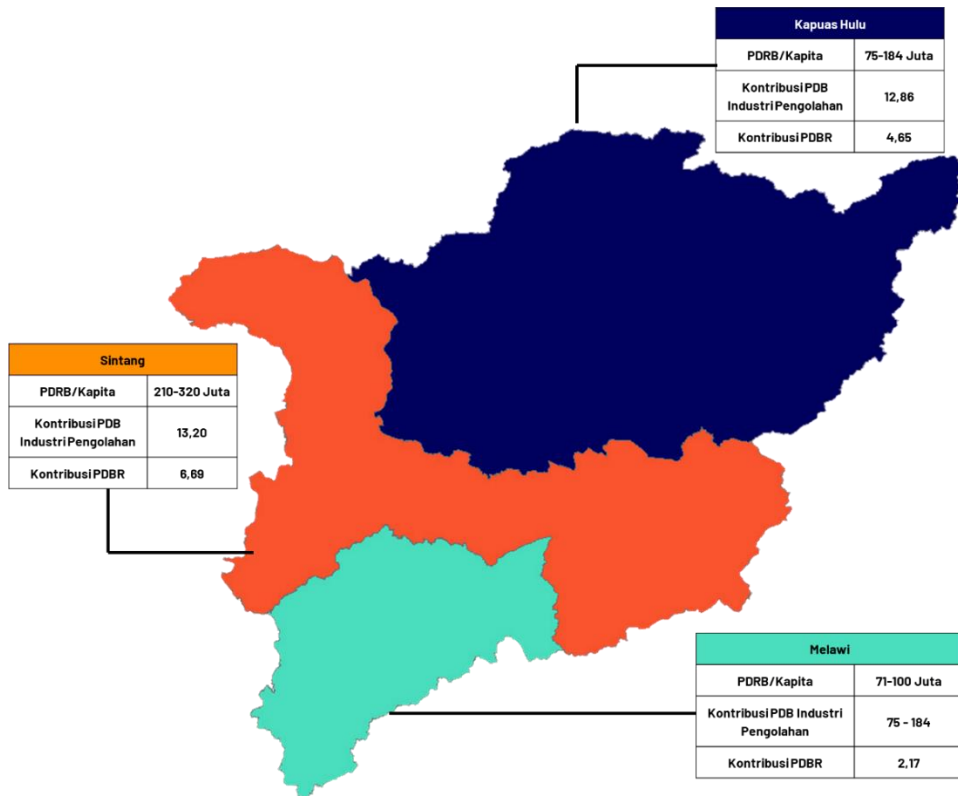 Kapuas Hulu
PDRB/Kapita 75-184 Juta
Kontribusi PDB
Industri Pengolahan 12,86
Kontribusi PDBR 4,65
Sintang
PDRB/Kapita 210-320 Juta
Kontribusi PDB
Industri Pengolahan 13,20
Kontribusi PDBR 6,69
Melawi
PDRB/Kapita 71-100 Juta
Kontribusi PDB Industri
Pengolahan 75 - 184
Kontribusi PDBR 2,17